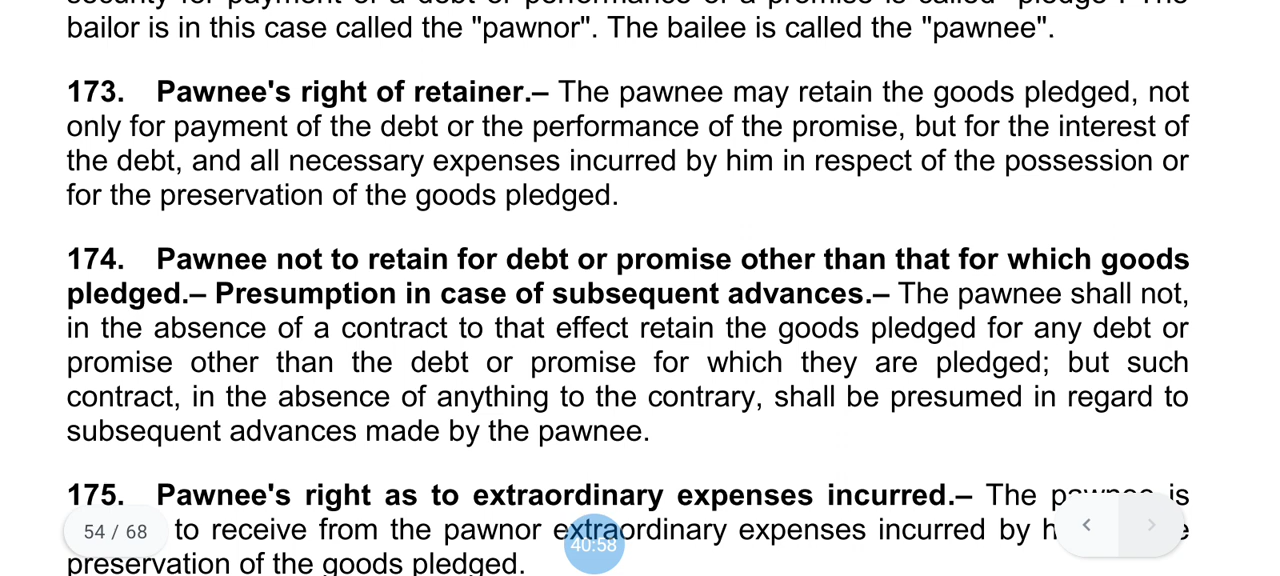 bailor is in this case called the "pawnor". The bailee is called the "pawnee".
173. Pawnee's right of retainer.– The pawnee may retain the goods pledged, not
only for payment of the debt or the performance of the promise, but for the interest of
the debt, and all necessary expenses incurred by him in respect of the possession or
for the preservation of the goods pledged.
174. Pawnee not to retain for debt or promise other than that for which goods
pledged.– Presumption in case of subsequent advances.– The pawnee shall not,
in the absence of a contract to that effect retain the goods pledged for any debt or
promise other than the debt or promise for which they are pledged; but such
contract, in the absence of anything to the contrary, shall be presumed in regard to
subsequent advances made by the pawnee.
175. Pawnee's right as to extraordinary expenses incurred.– The pawnee is
to receive from the pawnor extraordinary expenses incurred by
preservation of the goods pledged.
54 / 68
40:58